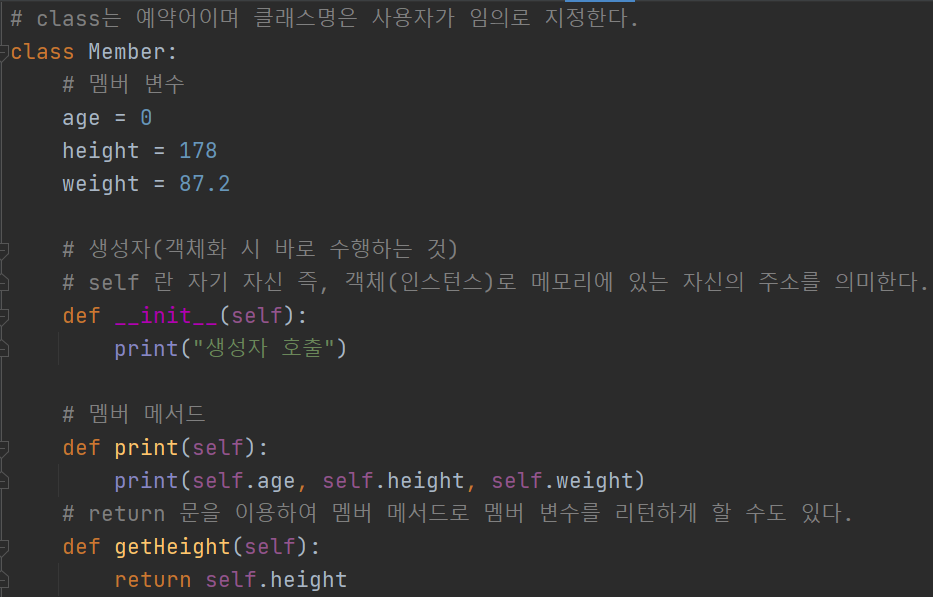 # class는 예약어이며 클래스명은 사용자가 임의로 지정한다.
class Member:
    # 멤버 변수
    age = 0
    height = 178
    weight = 87.2
    # 생성자(객체화 시 바로 수행하는 것)
    # self 란 자기 자신 즉, 객체(인스턴스)로 메모리에 있는 자신의 주소를 의미한다.
    def __init__(self):
        print("생성자 호출")
    # 멤버 메서드
    def print(self):
        print(self.age, self.height, self.weight)
    # return 문을 이용하여 멤버 메서드로 멤버 변수를 리턴하게 할 수도 있다.
    def getHeight(self):
        return self.height